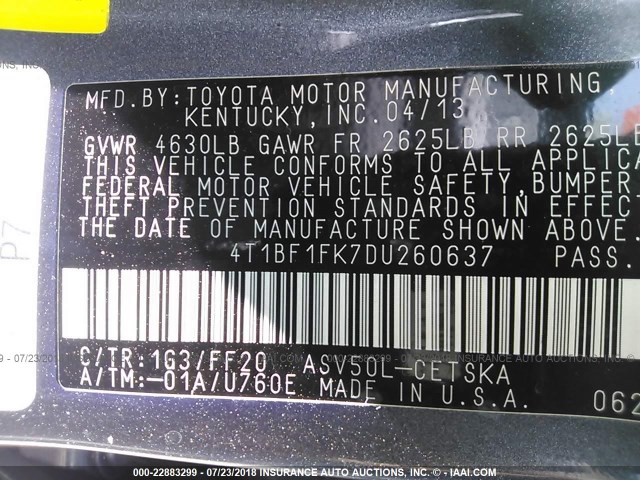 MFD.BY:TOYOTA MOTOR MANUFACTURING,
KENTUCKY,INC.04/13
GVWR 4630LB GAWR FR 2625LB RR 2625LB
THIS VEHICLE CONFORMS TO ALL APPLICA
FEDERAL MOTOR VEHICLE SAFETY,BUMPER
THEFT PREVENTION STANDARDS IN EFFEC
THE DATE OF MANUFACTURE SHOWN ABOVE.
4T1BF1FK7DU260637 PASS.
P7
C/TR:1G3/FF20 ASV50L-CETSKA
A/TM:-01A/U760E MADE IN U.S.A. 062
000-22883299 - 07/23/2018 - INSURANCE AUTO AUCTIONS, INC. - © - IAAI.COM